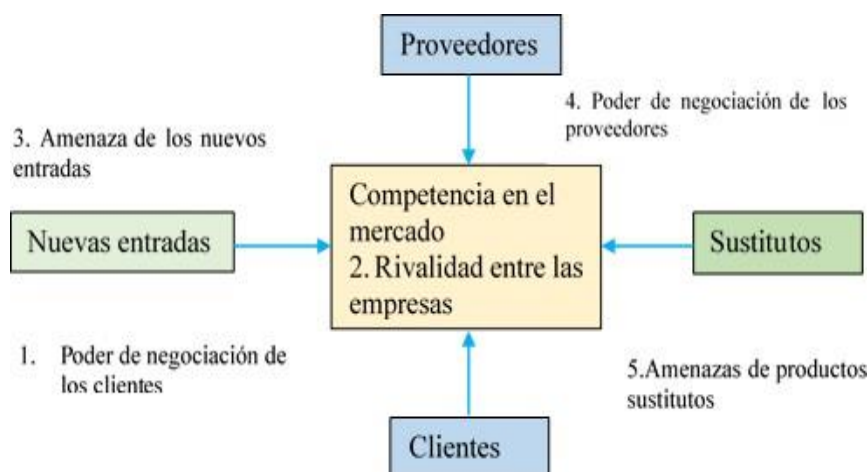 Proveedores
4. Poder de negociación de los
proveedores
3. Amenaza de los nuevos
entradas
Competencia en el
mercado
2. Rivalidad entre las
empresas
Nuevas entradas
Sustitutos
1. Poder de negociación de
los clientes
5.Amenazas de productos
sustitutos
Clientes